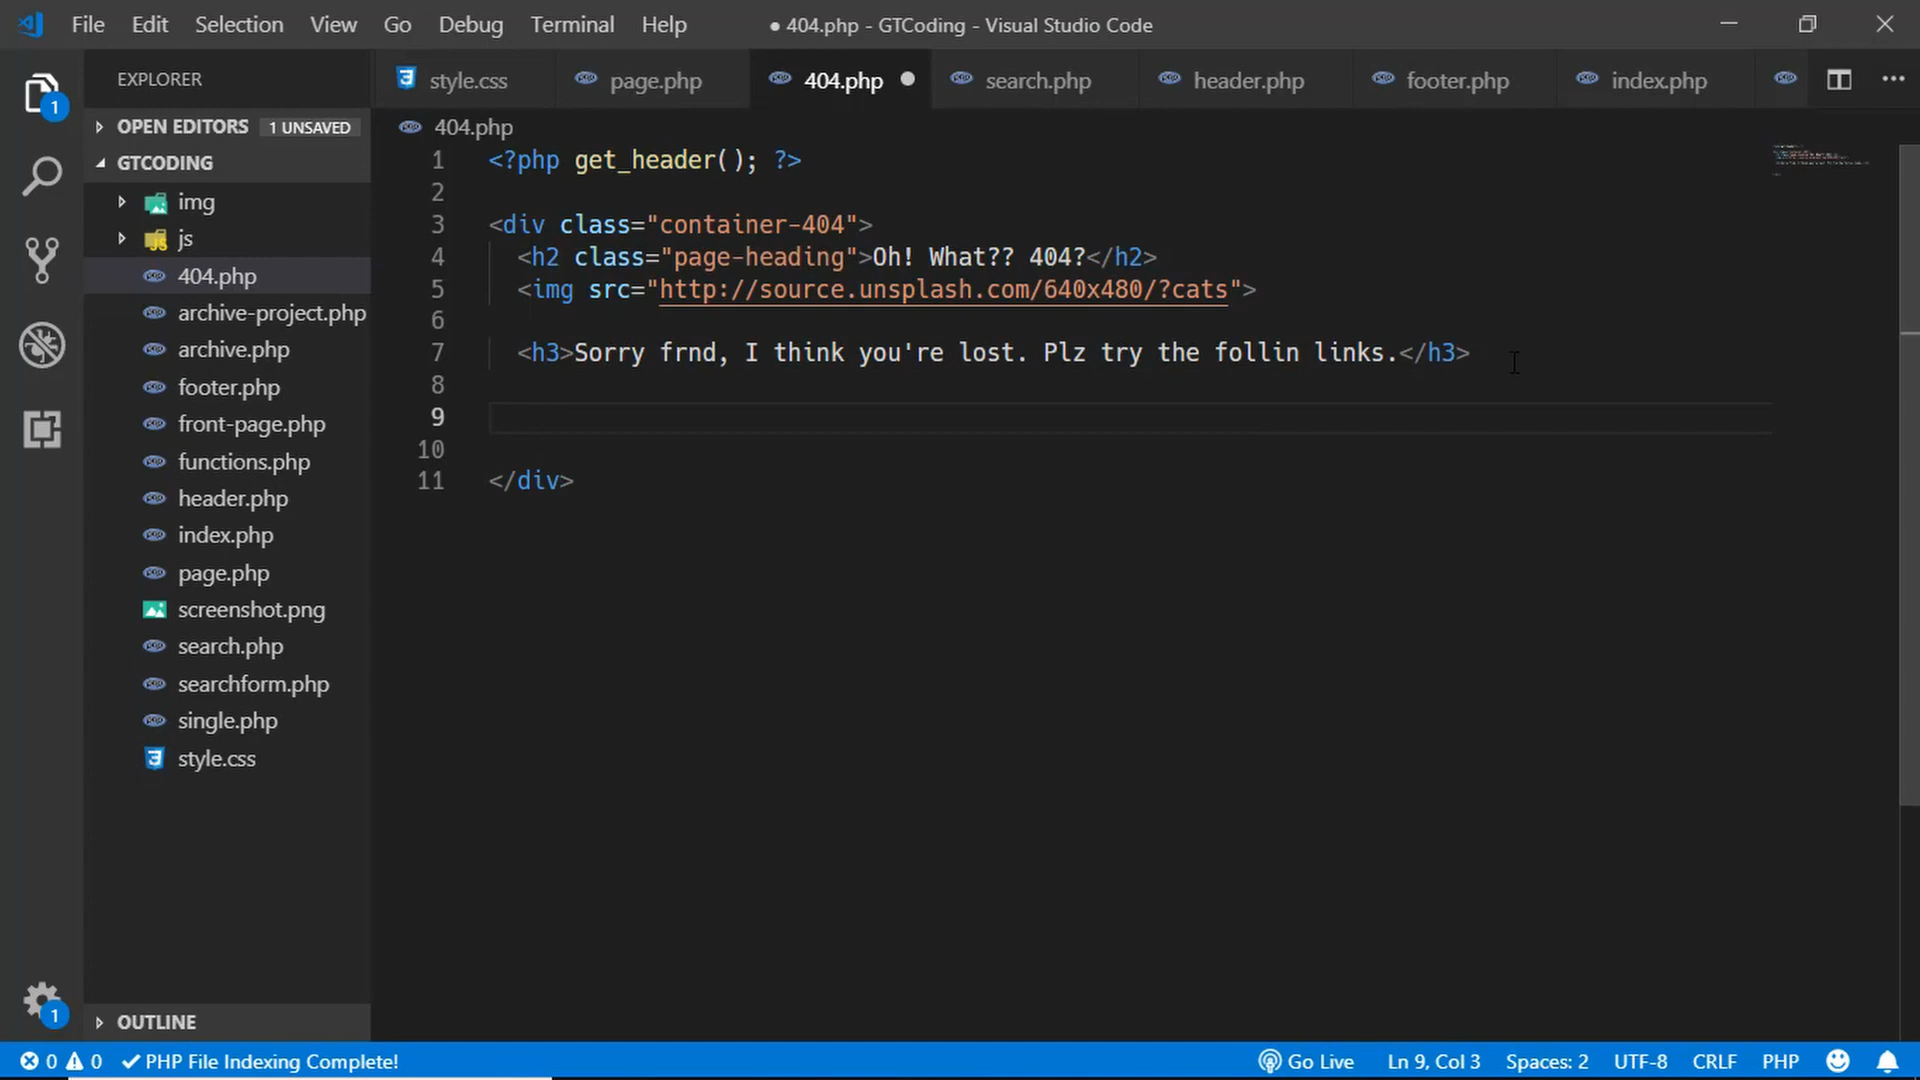 File Edit Selection View Go Debug Terminal Help ● 404.php - GTCoding - Visual Studio Code
EXPLORER
style.css page.php 404.php search.php header.php footer.php index.php
OPEN EDITORS 1 UNSAVED
GTCODING
img
js
404.php
archive-project.php
archive.php
footer.php
front-page.php
functions.php
header.php
index.php
page.php
screenshot.png
search.php
searchform.php
single.php
style.css
OUTLINE
1
1
404.php
1 <?php get_header(); ?>
2
3 <div class="container-404">
4 <h2 class="page-heading">Oh! What?? 404?</h2>
5 <img src="http://source.unsplash.com/640x480/?cats">
6
7 <h3>Sorry frnd, I think you're lost. Plz try the follin links.</h3>
8
9
10
11 </div>
0 0 PHP File Indexing Complete! Go Live Ln 9, Col 3 Spaces: 2 UTF-8 CRLF PHP